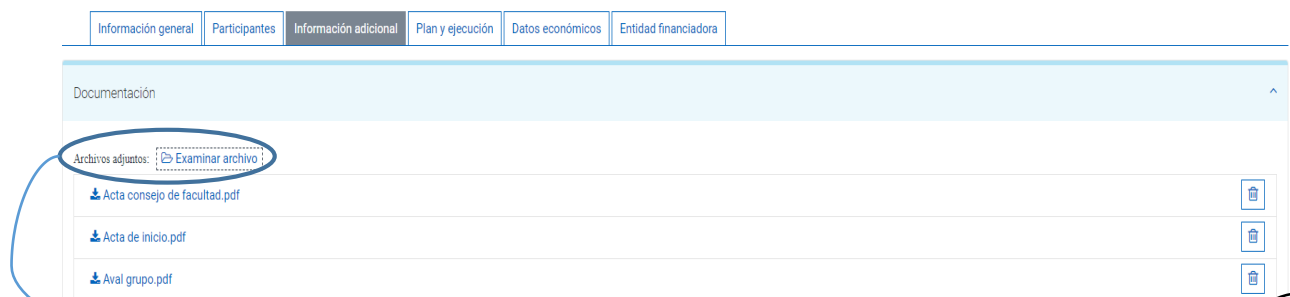 Información general Participantes Información adicional Plan y ejecución Datos económicos Entidad financiadora
Documentación
Archivos adjuntos: Examinar archivo
Acta consejo de facultad.pdf
Acta de inicio.pdf
Aval grupo.pdf